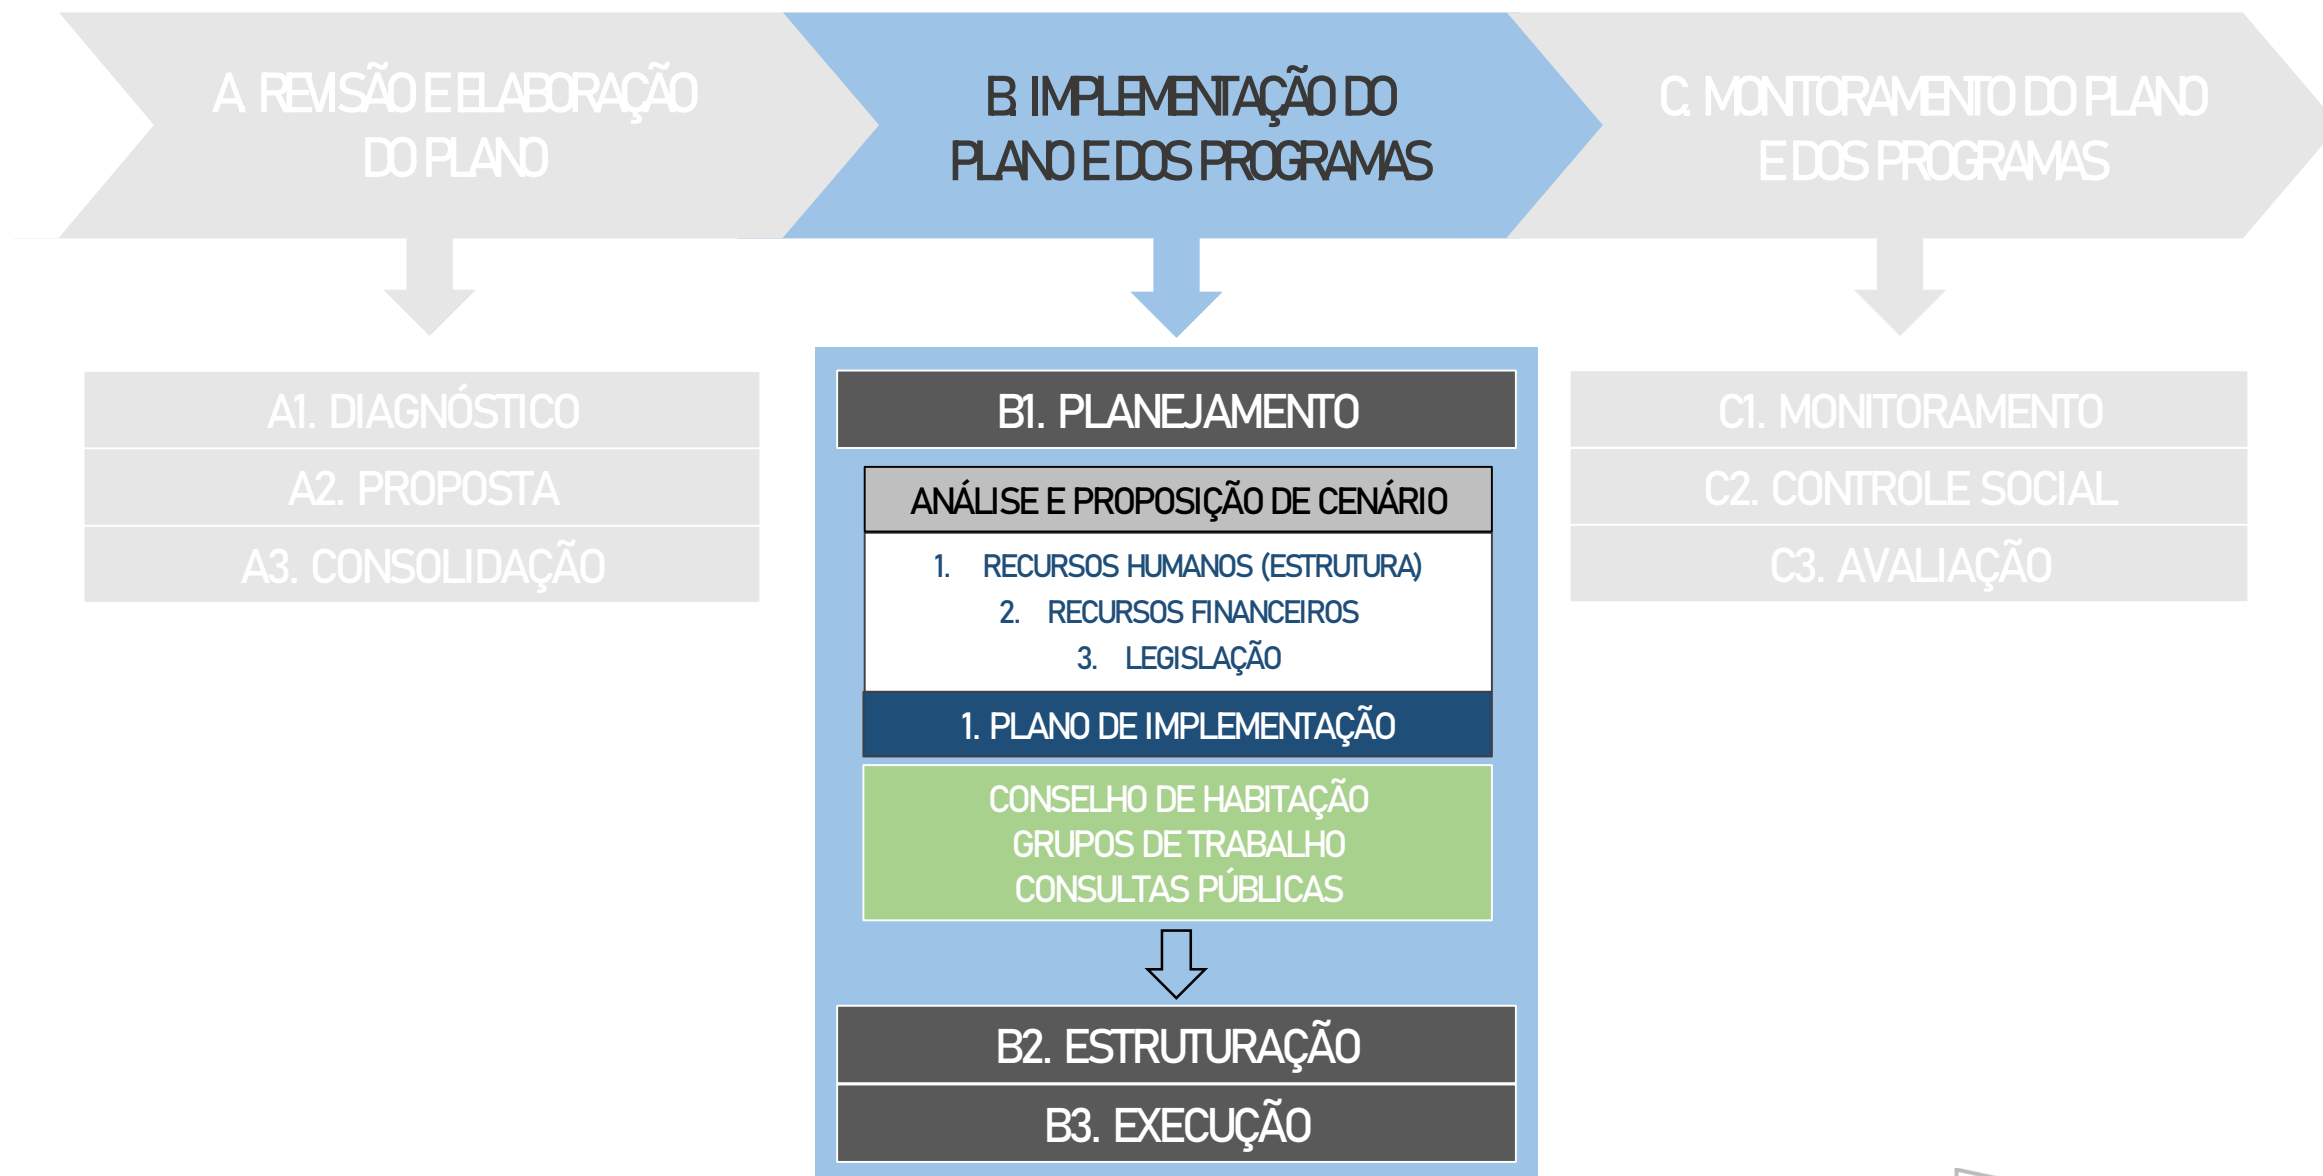 A. REVISÃO E ELABORAÇÃO
DO PLANO
B. IMPLEMENTAÇÃO DO
PLANO E DOS PROGRAMAS
C. MONITORAMENTO DO PLANO
E DOS PROGRAMAS
A1. DIAGNÓSTICO
A2. PROPOSTA
A3. CONSOLIDAÇÃO
B1. PLANEJAMENTO
ANÁLISE E PROPOSIÇÃO DE CENÁRIO
1. RECURSOS HUMANOS (ESTRUTURA)
2. RECURSOS FINANCEIROS
3. LEGISLAÇÃO
1. PLANO DE IMPLEMENTAÇÃO
CONSELHO DE HABITAÇÃO
GRUPOS DE TRABALHO
CONSULTAS PÚBLICAS
B2. ESTRUTURAÇÃO
B3. EXECUÇÃO
C1. MONITORAMENTO
C2. CONTROLE SOCIAL
C3. AVALIAÇÃO